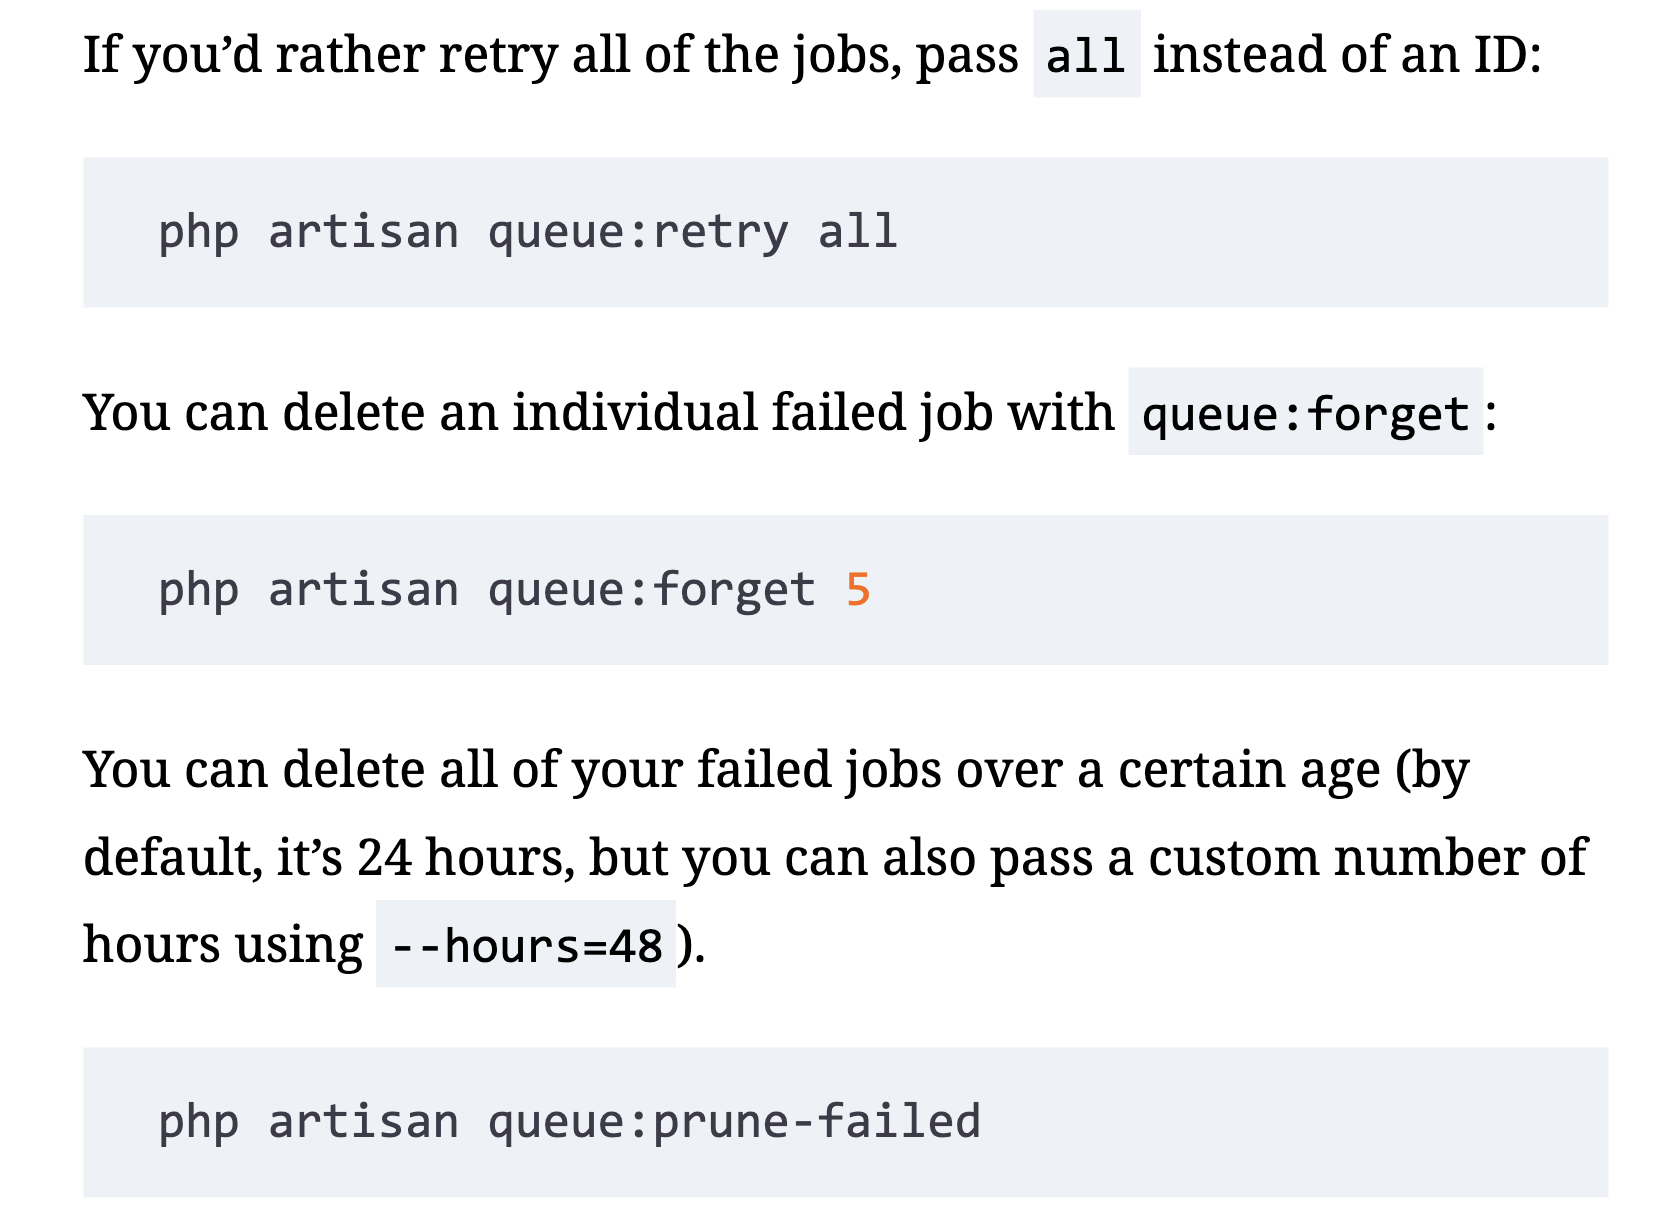 If you’d rather retry all of the jobs, pass all instead of an ID:
php artisan queue:retry all
You can delete an individual failed job with queue:forget:
php artisan queue:forget 5
You can delete all of your failed jobs over a certain age (by
default, it’s 24 hours, but you can also pass a custom number of
hours using --hours=48).
php artisan queue:prune-failed